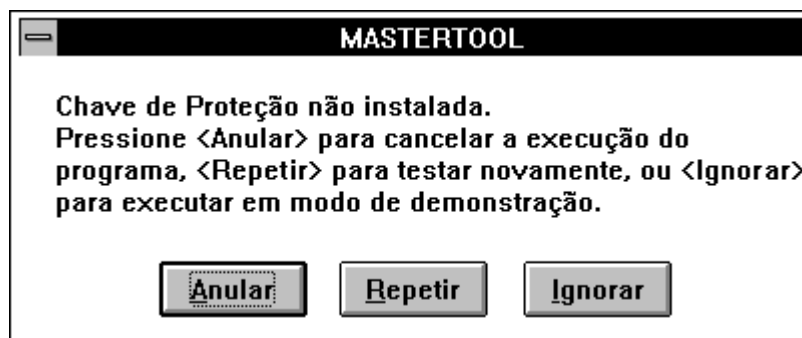 MASTERTOOL
Chave de Proteção não instalada.
Pressione <Anular> para cancelar a execução do
programa, <Repetir> para testar novamente, ou <Ignorar>
para executar em modo de demonstração.
Anular Repetir Ignorar